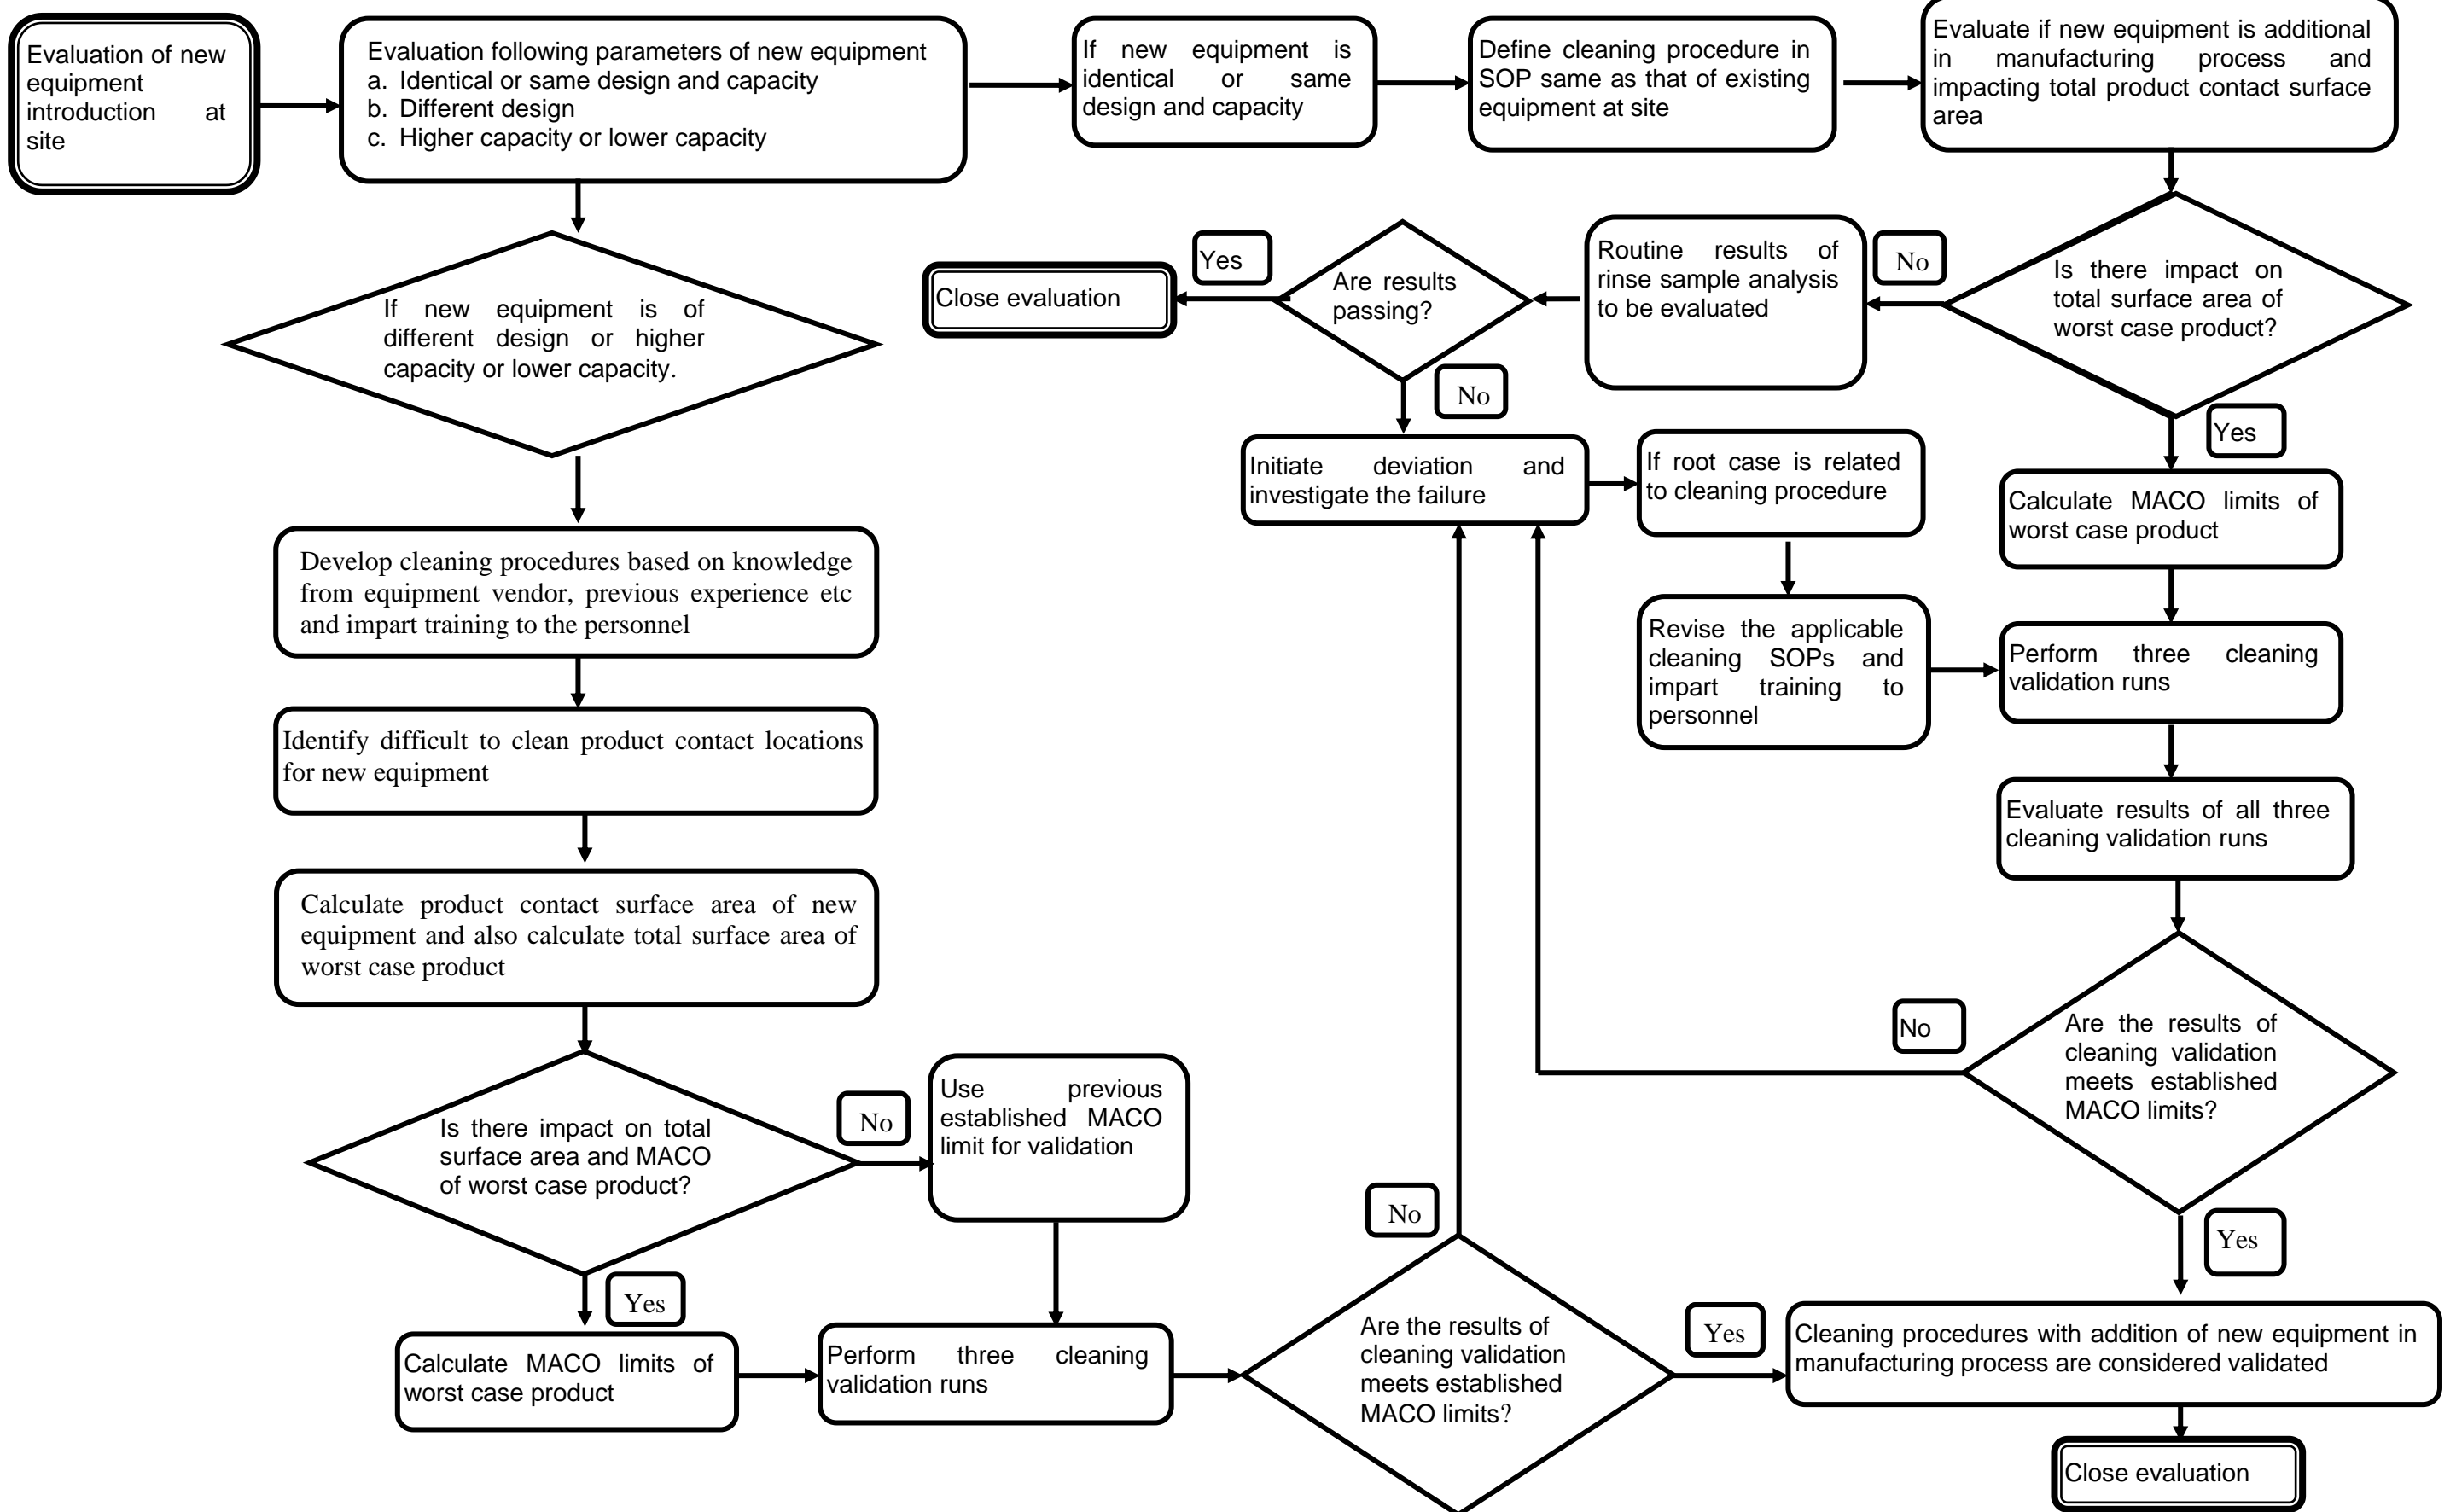 Evaluation of new
equipment
introduction at
site
Evaluation following parameters of new equipment
a. Identical or same design and capacity
b. Different design
c. Higher capacity or lower capacity
If new equipment is
identical or same
design and capacity
Define cleaning procedure in
SOP same as that of existing
equipment at site
Evaluate if new equipment is additional
in manufacturing process and
impacting total product contact surface
area
Is there impact on
total surface area of
worst case product?
No
Routine results of
rinse sample analysis
to be evaluated
Are results
passing?
Yes
Close evaluation
No
Initiate deviation and
investigate the failure
If root case is related
to cleaning procedure
Revise the applicable
cleaning SOPs and
impart training to
personnel
Yes
Calculate MACO limits of
worst case product
Perform three cleaning
validation runs
Evaluate results of all three
cleaning validation runs
Are the results of
cleaning validation
meets established
MACO limits?
No
Yes
If new equipment is of
different design or higher
capacity or lower capacity.
Develop cleaning procedures based on knowledge
from equipment vendor, previous experience etc
and impart training to the personnel
Identify difficult to clean product contact locations
for new equipment
Calculate product contact surface area of new
equipment and also calculate total surface area of
worst case product
Is there impact on total
surface area and MACO
of worst case product?
No
Use previous
established MACO
limit for validation
Yes
Calculate MACO limits of
worst case product
Perform three cleaning
validation runs
Are the results of
cleaning validation
meets established
MACO limits?
No
Yes
Cleaning procedures with addition of new equipment in
manufacturing process are considered validated
Close evaluation